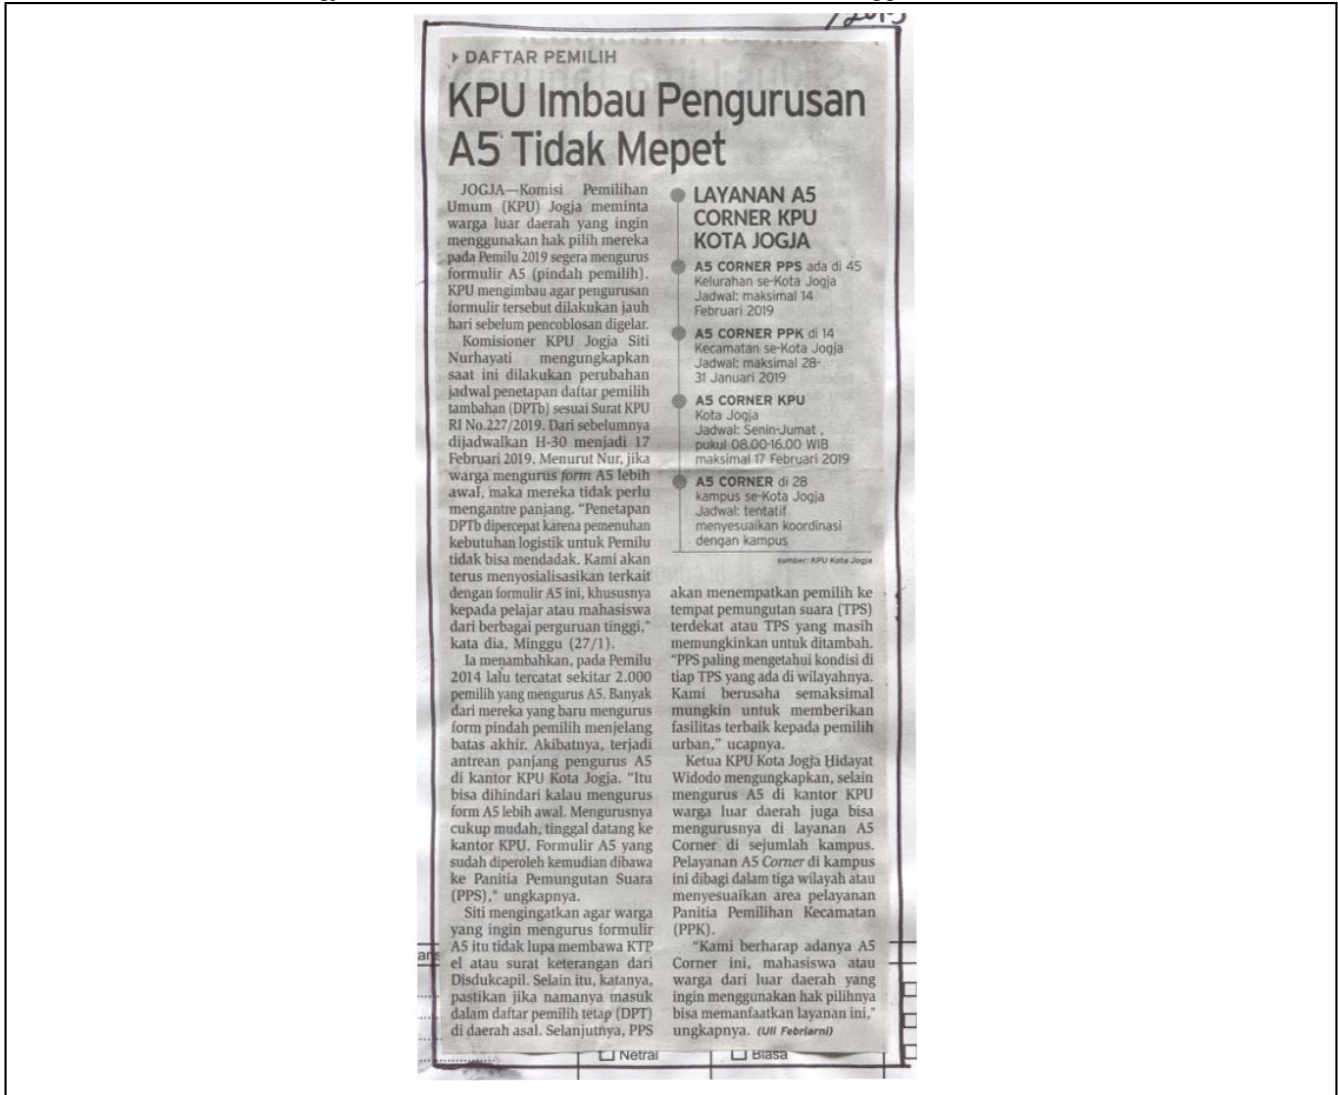 DAFTAR PEMILIH
KPU Imbau Pengurusan
A5 Tidak Mepet
JOGJA—Komisi Pemilihan
Umum (KPU) Jogja meminta
warga luar daerah yang ingin
menggunakan hak pilih mereka
pada Pemilu 2019 segera mengurus
formulir A5 (pindah pemilih).
KPU mengimbau agar pengurusan
formulir tersebut dilakukan jauh
hari sebelum pencoblosan digelar.
Komisioner KPU Jogja Siti
Nurhayati mengungkapkan
saat ini dilakukan perubahan
jadwal penetapan daftar pemilih
tambahan (DPTb) sesuai Surat KPU
RI No.227/2019. Dari sebelumnya
dijadwalkan H-30 menjadi 17
Februari 2019. Menurut Nur, jika
warga mengurus form A5 lebih
awal, maka mereka tidak perlu
mengantre panjang. “Penetapan
DPTb dipercepat karena pemenuhan
kebutuhan logistik untuk Pemilu
tidak bisa mendadak. Kami akan
terus menyosialisasikan terkait
dengan formulir A5 ini, khususnya
kepada pelajar atau mahasiswa
dari berbagai perguruan tinggi,”
kata dia, Minggu (27/1).
Ia menambahkan, pada Pemilu
2014 lalu tercatat sekitar 2.000
pemilih yang mengurus A5. Banyak
dari mereka yang baru mengurus
form pindah pemilih menjelang
batas akhir. Akibatnya, terjadi
antrean panjang pengurus A5
di kantor KPU Kota Jogja. “Itu
bisa dihindari kalau mengurus
form A5 lebih awal. Mengurusnya
cukup mudah, tinggal datang ke
kantor KPU. Formulir A5 yang
sudah diperoleh kemudian dibawa
ke Panitia Pemungutan Suara
(PPS),” ungkapnya.
Siti mengingatkan agar warga
yang ingin mengurus formulir
A5 itu tidak lupa membawa KTP
el atau surat keterangan dari
Disdukcapil. Selain itu, katanya,
pastikan jika namanya masuk
dalam daftar pemilih tetap (DPT)
di daerah asal. Selanjutnya, PPS
LAYANAN A5
CORNER KPU
KOTA JOGJA
A5 CORNER PPS ada di 45
Kelurahan se-Kota Jogja
Jadwal: maksimal 14
Februari 2019
A5 CORNER PPK di 14
Kecamatan se-Kota Jogja
Jadwal: maksimal 28-
31 Januari 2019
A5 CORNER KPU
Kota Jogja
Jadwal: Senin-Jumat ,
pukul 08.00-16.00 WIB
maksimal 17 Februari 2019
A5 CORNER di 28
kampus se-Kota Jogja
Jadwal: tentatif
menyesuaikan koordinasi
dengan kampus
sumber: KPU Kota Jogja
akan menempatkan pemilih ke
tempat pemungutan suara (TPS)
terdekat atau TPS yang masih
memungkinkan untuk ditambah.
“PPS paling mengetahui kondisi di
tiap TPS yang ada di wilayahnya.
Kami berusaha semaksimal
mungkin untuk memberikan
fasilitas terbaik kepada pemilih
urban,” ucapnya.
Ketua KPU Kota Jogja Hidayat
Widodo mengungkapkan, selain
mengurus A5 di kantor KPU
warga luar daerah juga bisa
mengurusnya di layanan A5
Corner di sejumlah kampus.
Pelayanan A5 Corner di kampus
ini dibagi dalam tiga wilayah atau
menyesuaikan area pelayanan
Panitia Pemilihan Kecamatan
(PPK).
“Kami berharap adanya A5
Corner ini, mahasiswa atau
warga dari luar daerah yang
ingin menggunakan hak pilihnya
bisa memanfaatkan layanan ini,”
ungkapnya. (Uli Febriarni)
Netral
Biasa